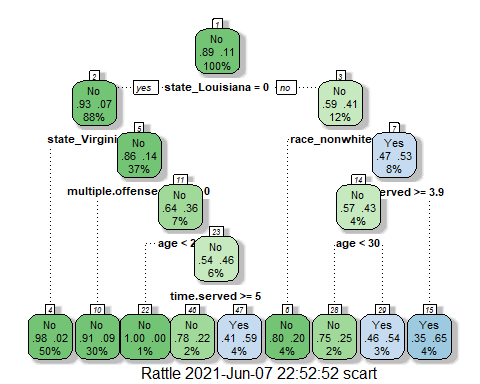 1
No
.89 .11
100%
yes
state_Louisiana = 0
no
2
No
.93 .07
88%
3
No
.59 .41
12%
state_Virgini
race_nonwhite
5
No
.86 .14
37%
7
Yes
.47 .53
8%
multiple.offense
0
erved >= 3.9
11
No
.64 .36
7%
14
No
.57 .43
4%
age < 2
age < 30
23
No
.54 .46
6%
time.served >= 5
4
No
.98 .02
50%
10
No
.91 .09
30%
22
No
1.00 .00
1%
46
No
.78 .22
2%
47
Yes
.41 .59
4%
6
No
.80 .20
4%
28
No
.75 .25
2%
29
Yes
.46 .54
3%
15
Yes
.35 .65
4%
Rattle 2021-Jun-07 22:52:52 scart